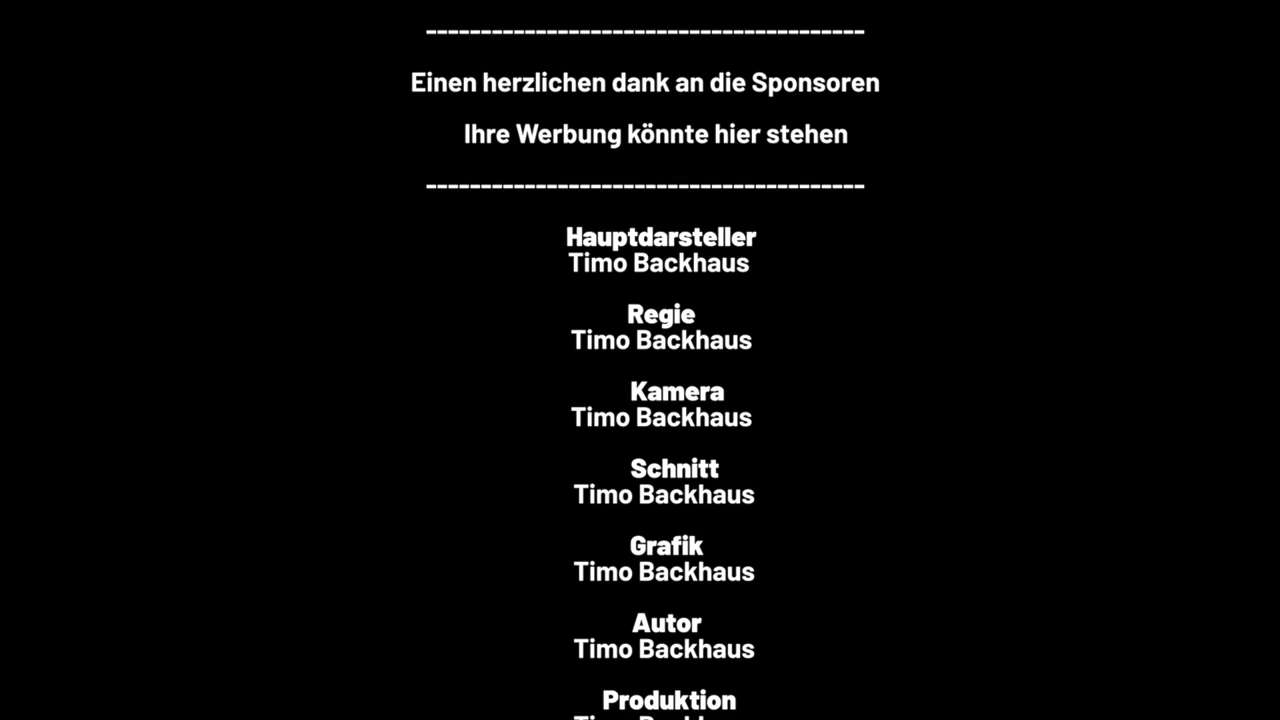 ----------------------------------------
Einen herzlichen dank an die Sponsoren
Ihre Werbung könnte hier stehen
----------------------------------------
Hauptdarsteller
Timo Backhaus
Regie
Timo Backhaus
Kamera
Timo Backhaus
Schnitt
Timo Backhaus
Grafik
Timo Backhaus
Autor
Timo Backhaus
Produktion